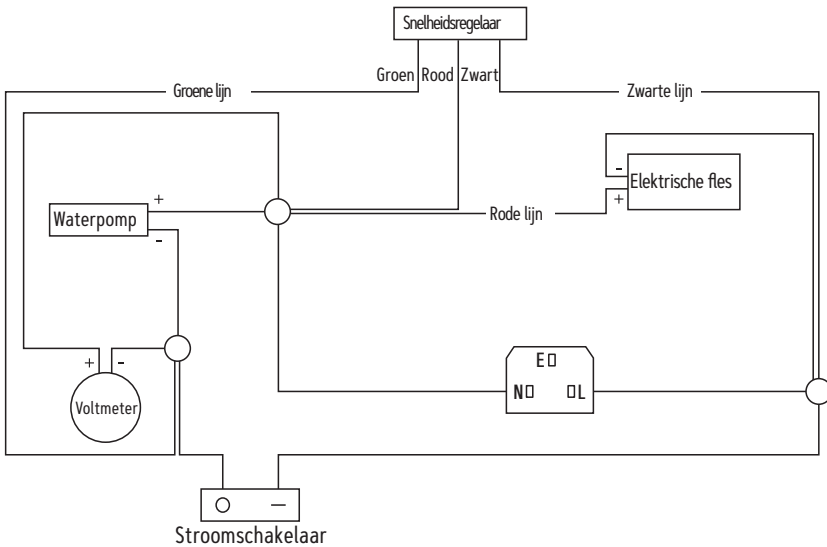 Snelheidsregelaar
Groen Rood Zwart
Groene lijn
Zwarte lijn
-
Elektrische fles
+
+
Waterpomp
-
Rode lijn
E
N L
+ -
Voltmeter
Stroomschakelaar